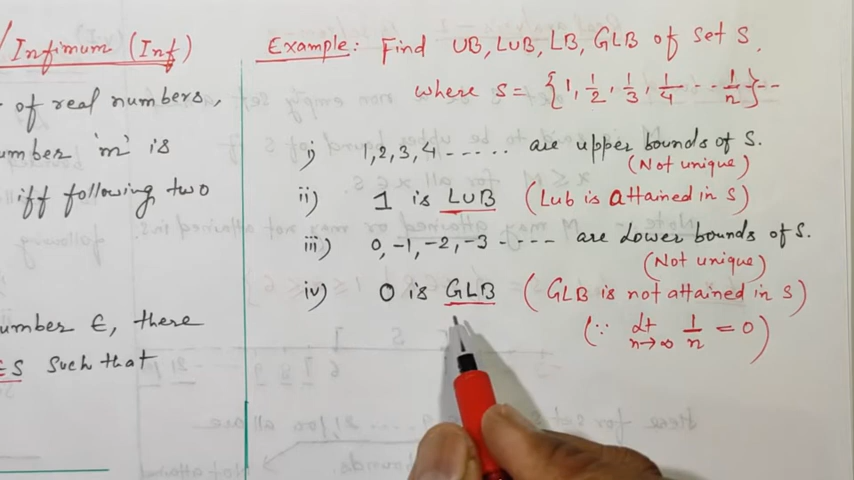 /Infimum (Inf)
of real numbers,
umber 'm' is
iff following two
umber ε, there
ES such that
Example: Find UB, LUB, LB, GLB of set S.
where S = {1, 1/2, 1/3, 1/4 -- 1/n}--
i) 1, 2, 3, 4 ...... are upper bounds of S.
(Not unique)
ii) 1 is LUB (Lub is attained in S)
iii) 0, -1, -2, -3 ----- are Lower bounds of S.
(Not unique)
iv) 0 is GLB (GLB is not attained in S)
(∵ lt n→∞ 1/n = 0)